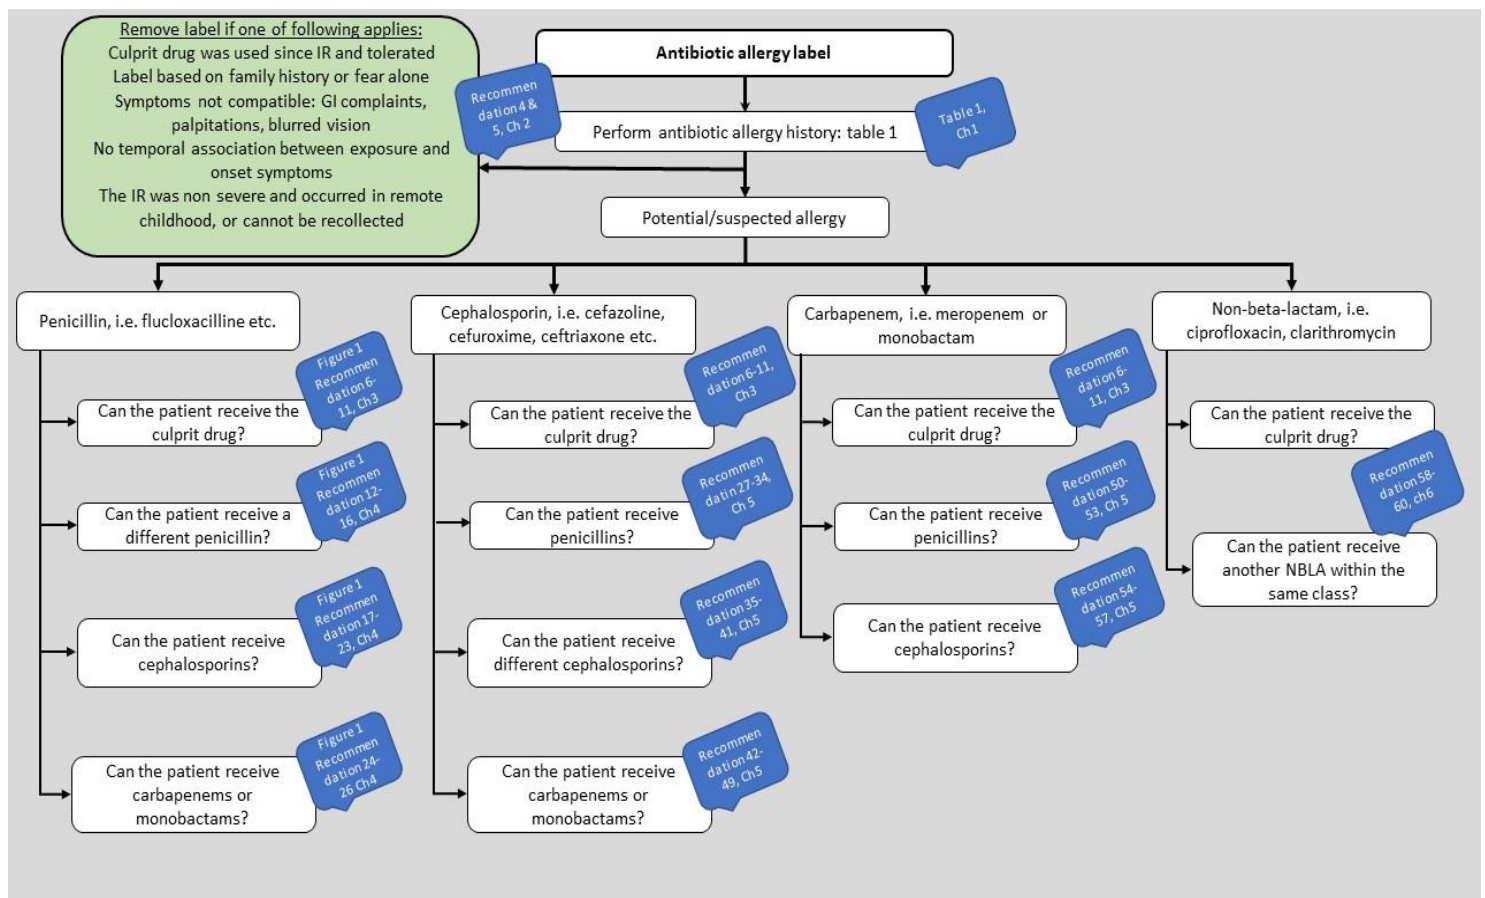 Remove label if one of following applies:
Culprit drug was used since IR and tolerated
Label based on family history or fear alone
Symptoms not compatible: GI complaints,
palpitations, blurred vision
No temporal association between exposure and
onset symptoms
The IR was non severe and occurred in remote
childhood, or cannot be recollected
Antibiotic allergy label
Recommen
dation 4 &
5, Ch 2
Perform antibiotic allergy history: table 1
Table 1,
Ch1
Potential/suspected allergy
Penicillin, i.e. flucloxacilline etc.
Figure 1
Recommen
dation 6-
11, Ch3
Can the patient receive the
culprit drug?
Figure 1
Recommen
dation 12-
16, Ch4
Can the patient receive a
different penicillin?
Figure 1
Recommen
dation 17-
23, Ch4
Can the patient receive
cephalosporins?
Figure 1
Recommen
dation 24-
26 Ch4
Can the patient receive
carbapenems or
monobactams?
Cephalosporin, i.e. cefazoline,
cefuroxime, ceftriaxone etc.
Recommen
dation 6-11,
Ch3
Can the patient receive the
culprit drug?
Recommen
datin 27-34,
Ch 5
Can the patient receive
penicillins?
Recommen
dation 35-
41, Ch5
Can the patient receive
different cephalosporins?
Recommen
dation 42-
49, Ch5
Can the patient receive
carbapenems or
monobactams?
Carbapenem, i.e. meropenem or
monobactam
Recommen
dation 6-
11, Ch3
Can the patient receive the
culprit drug?
Recommen
dation 50-
53, Ch 5
Can the patient receive
penicillins?
Recommen
dation 54-
57, Ch5
Can the patient receive
cephalosporins?
Non-beta-lactam, i.e.
ciprofloxacin, clarithromycin
Can the patient receive the
culprit drug?
Recommen
dation 58-
60, ch6
Can the patient receive
another NBLA within the
same class?